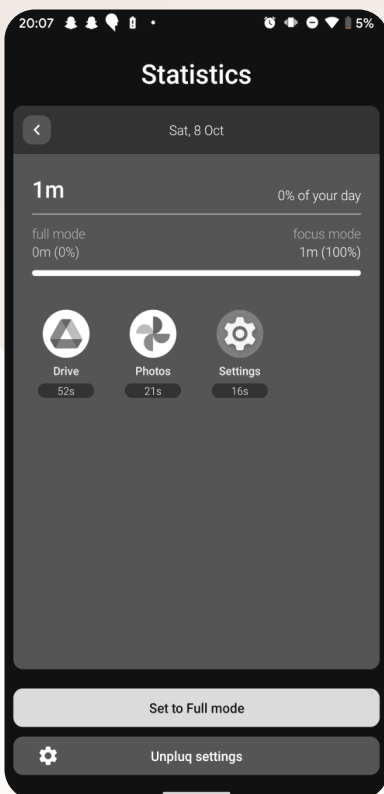 20:07
5%
Statistics
Sat, 8 Oct
1m
0% of your day
full mode
focus mode
0m (0%)
1m (100%)
Drive
Photos
Settings
52s
21s
16s
Set to Full mode
Unpluq settings